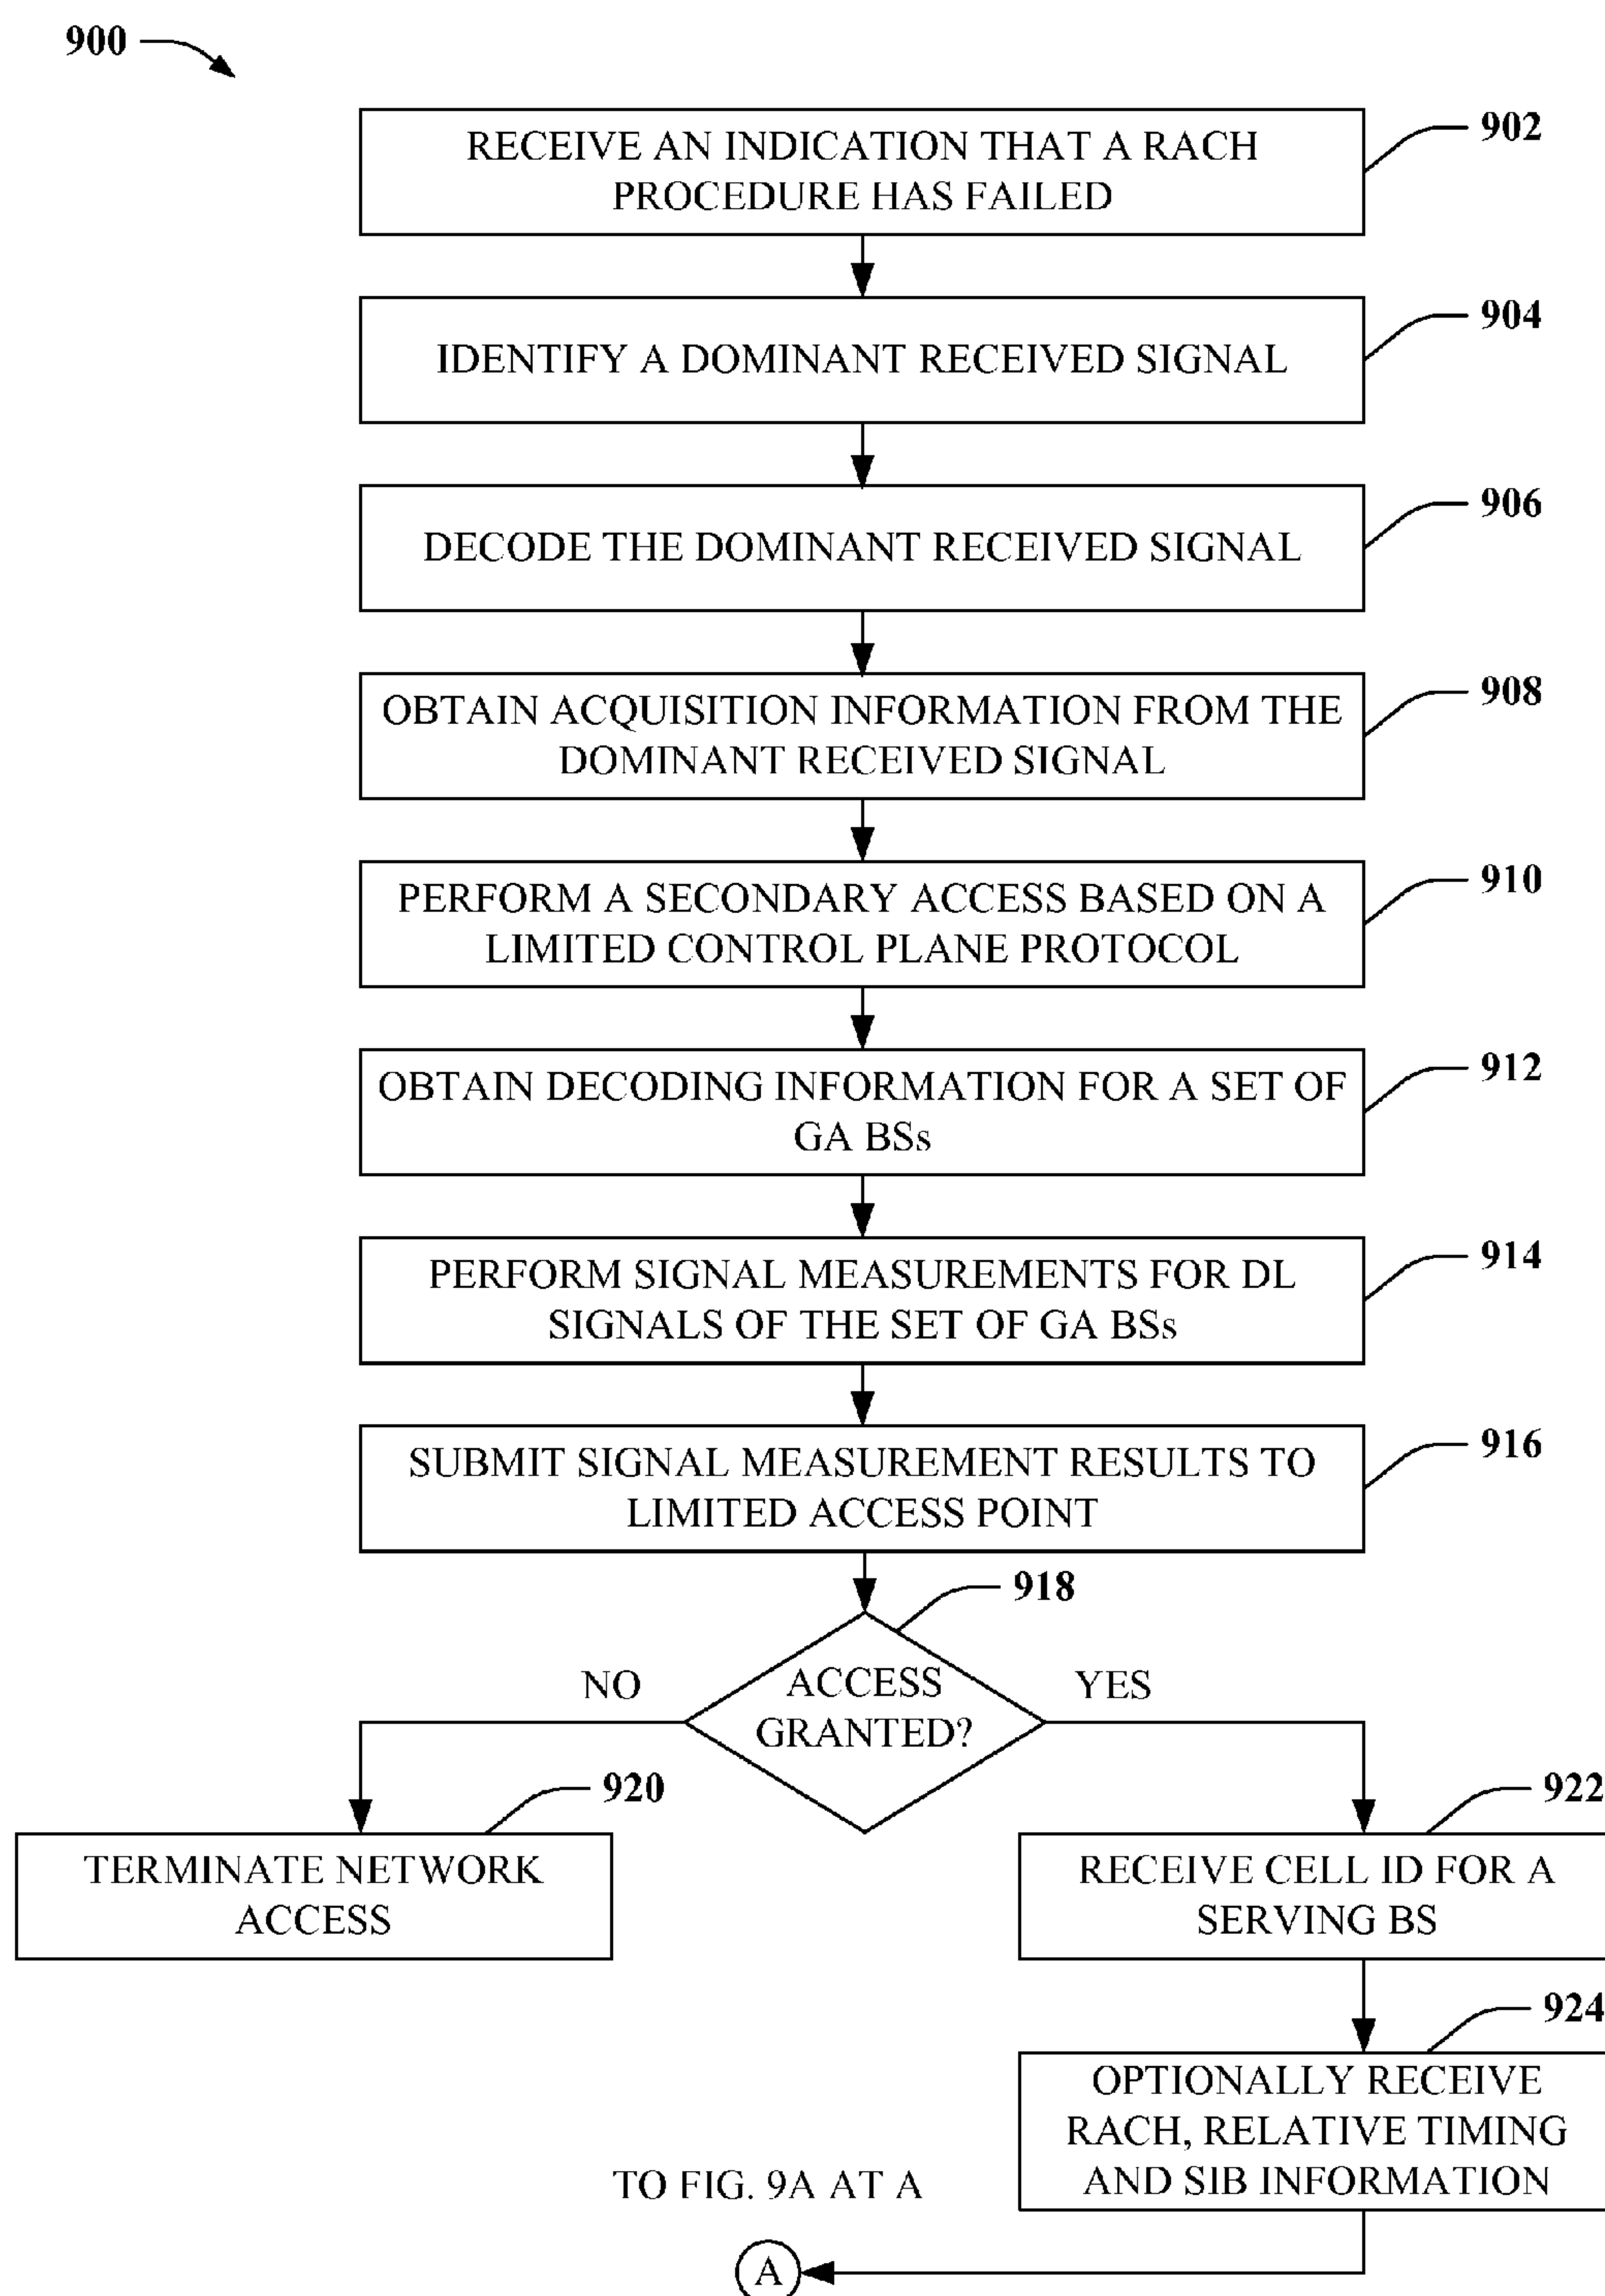 900
RECEIVE AN INDICATION THAT A RACH
PROCEDURE HAS FAILED
902
IDENTIFY A DOMINANT RECEIVED SIGNAL
904
DECODE THE DOMINANT RECEIVED SIGNAL
906
OBTAIN ACQUISITION INFORMATION FROM THE
DOMINANT RECEIVED SIGNAL
908
PERFORM A SECONDARY ACCESS BASED ON A
LIMITED CONTROL PLANE PROTOCOL
910
OBTAIN DECODING INFORMATION FOR A SET OF
GA BSs
912
PERFORM SIGNAL MEASUREMENTS FOR DL
SIGNALS OF THE SET OF GA BSs
914
SUBMIT SIGNAL MEASUREMENT RESULTS TO
LIMITED ACCESS POINT
916
918
ACCESS
GRANTED?
NO
YES
920
TERMINATE NETWORK
ACCESS
922
RECEIVE CELL ID FOR A
SERVING BS
924
OPTIONALLY RECEIVE
RACH, RELATIVE TIMING
AND SIB INFORMATION
TO FIG. 9A AT A
A